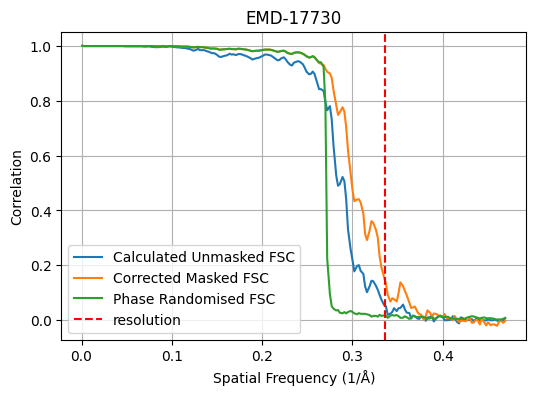 EMD-17730
1.0
0.8
0.6
0.4
0.2
0.0
Correlation
Calculated Unmasked FSC
Corrected Masked FSC
Phase Randomised FSC
resolution
0.0 0.1 0.2 0.3 0.4
Spatial Frequency (1/Å)